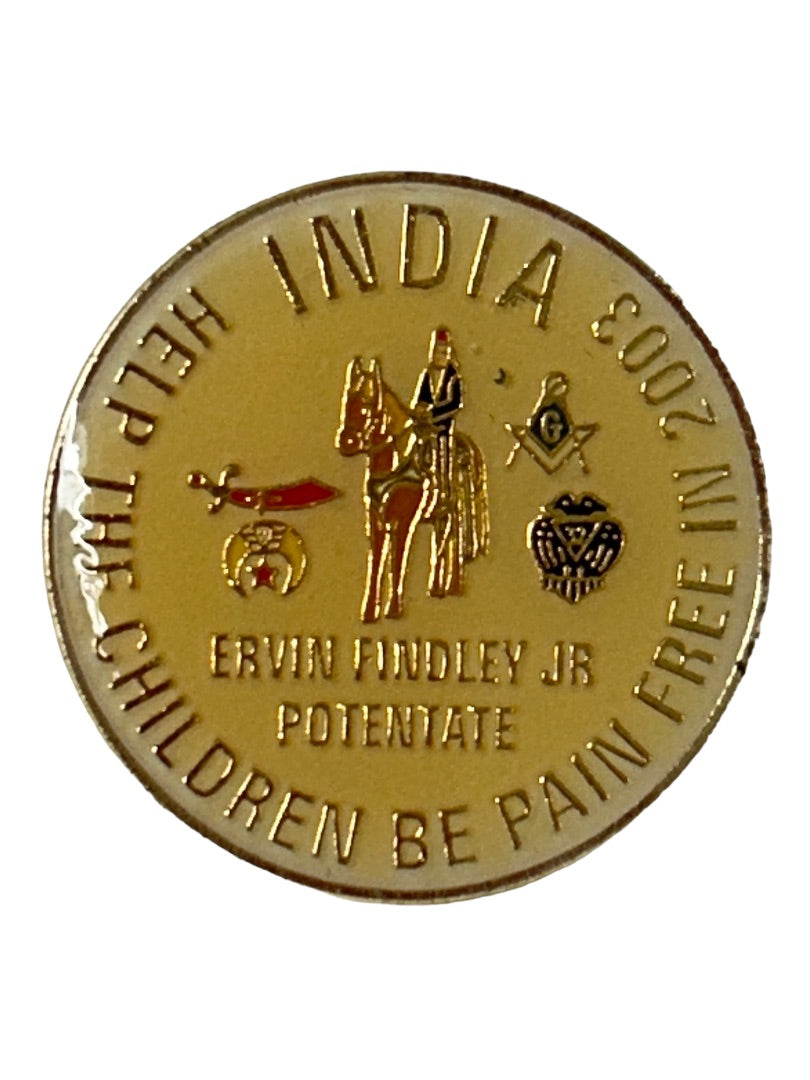 INDIA
HELP THE CHILDREN BE PAIN FREE IN 2003
G
ERVIN FINDLEY JR
POTENTATE